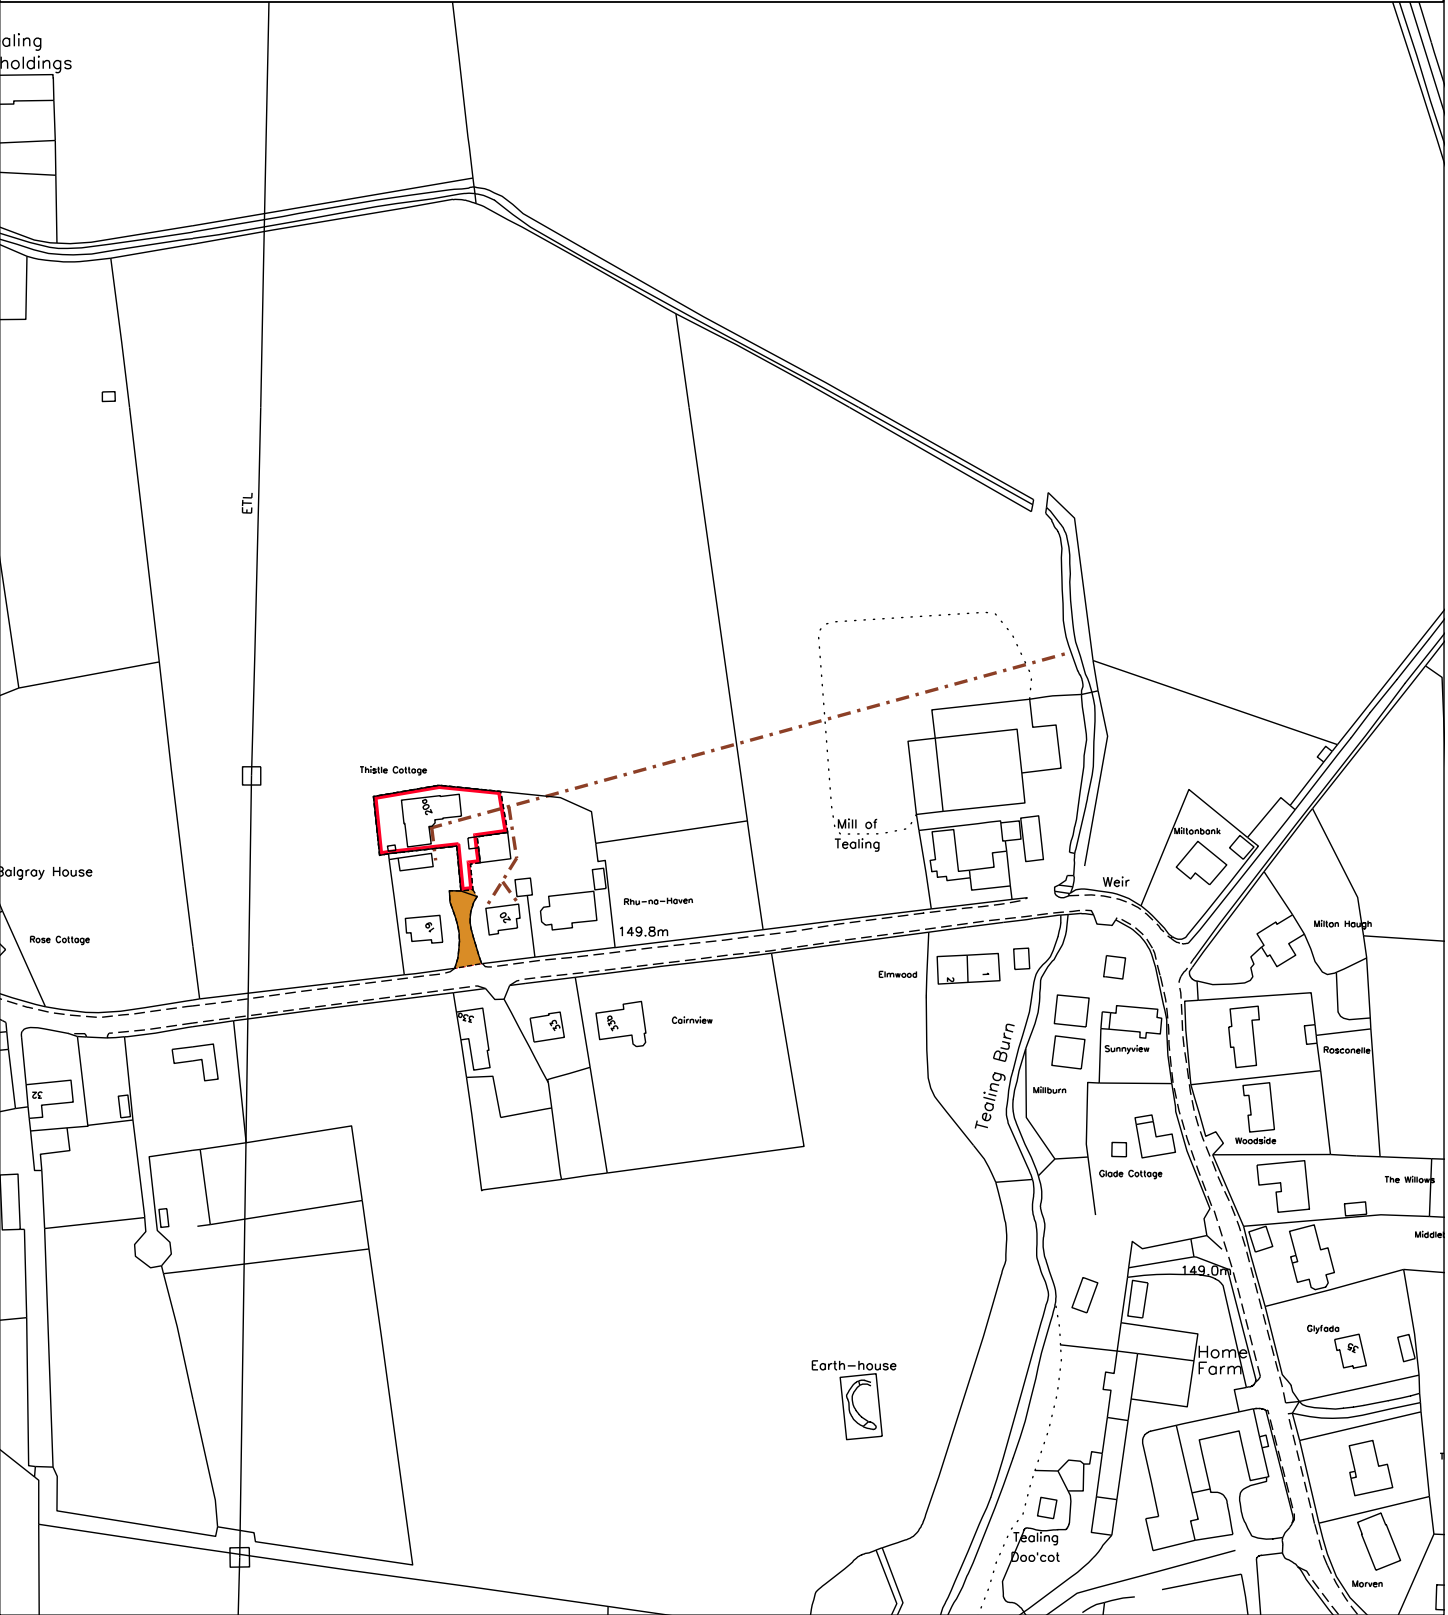 aling
holdings
ETL
Thistle Cottage
20a
Mill of
Tealing
Miltonbank
Balgray House
Weir
Rhu-na-Haven
19
20
149.8m
Milton Haugh
Rose Cottage
Elmwood
2
1
33a
33
33b
Cairnview
Tealing Burn
Sunnyview
Rosconelle
Millburn
32
Woodside
Glade Cottage
The Willows
Middle
149.0m
Glyfada
35
Home
Farm
Earth-house
Tealing
Doo'cot
Morven